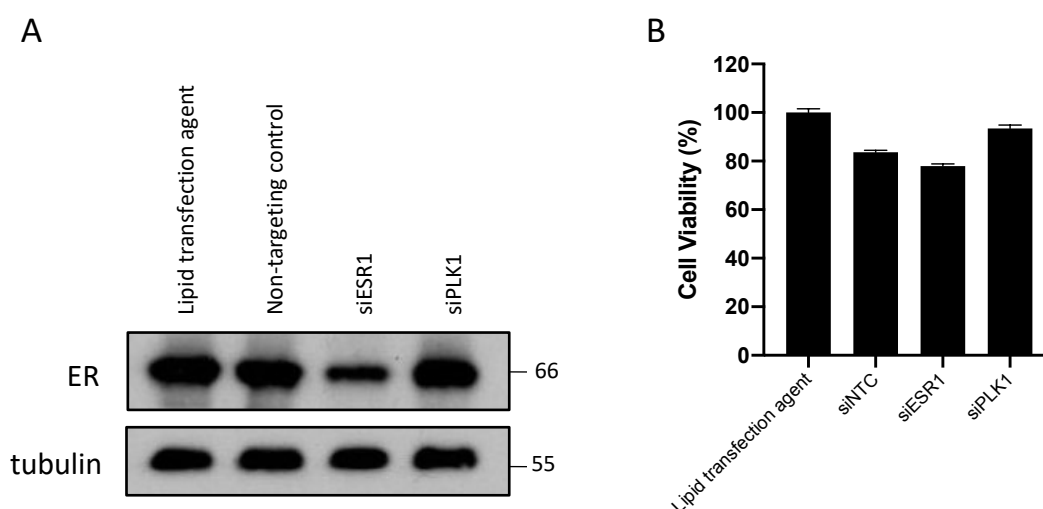 A
Lipid transfection agent
Non-targeting control
siESR1
siPLK1
ER
66
tubulin
55
B
Cell Viability (%)
120
100
80
60
40
20
0
Lipid transfection agent
siNTC
siESR1
siPLK1